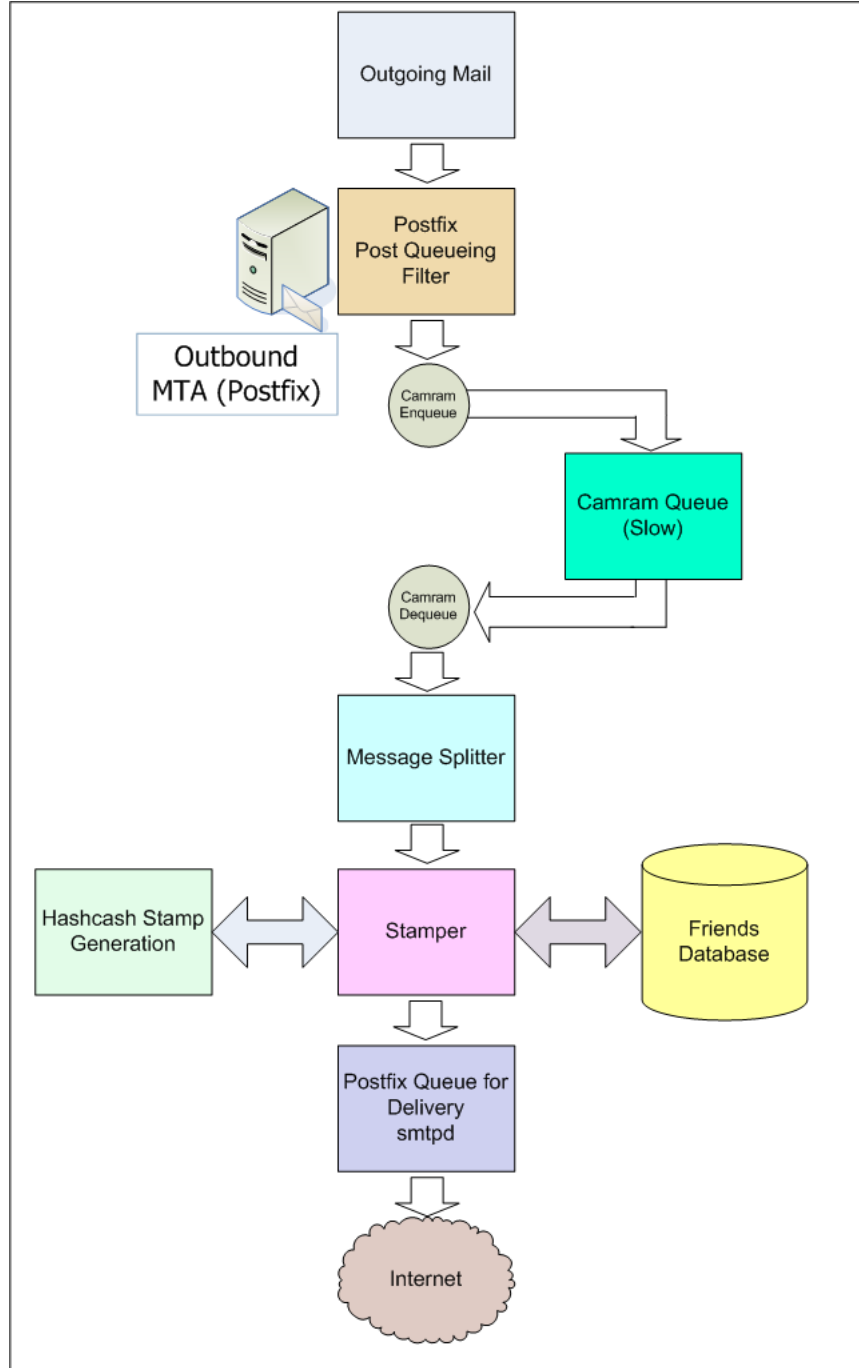 Outgoing Mail
Postfix
Post Queueing
Filter
Outbound
MTA (Postfix)
Camram
Enqueue
Camram Queue
(Slow)
Camram
Dequeue
Message Splitter
Hashcash Stamp
Generation
Stamper
Friends
Database
Postfix Queue for
Delivery
smtpd
Internet